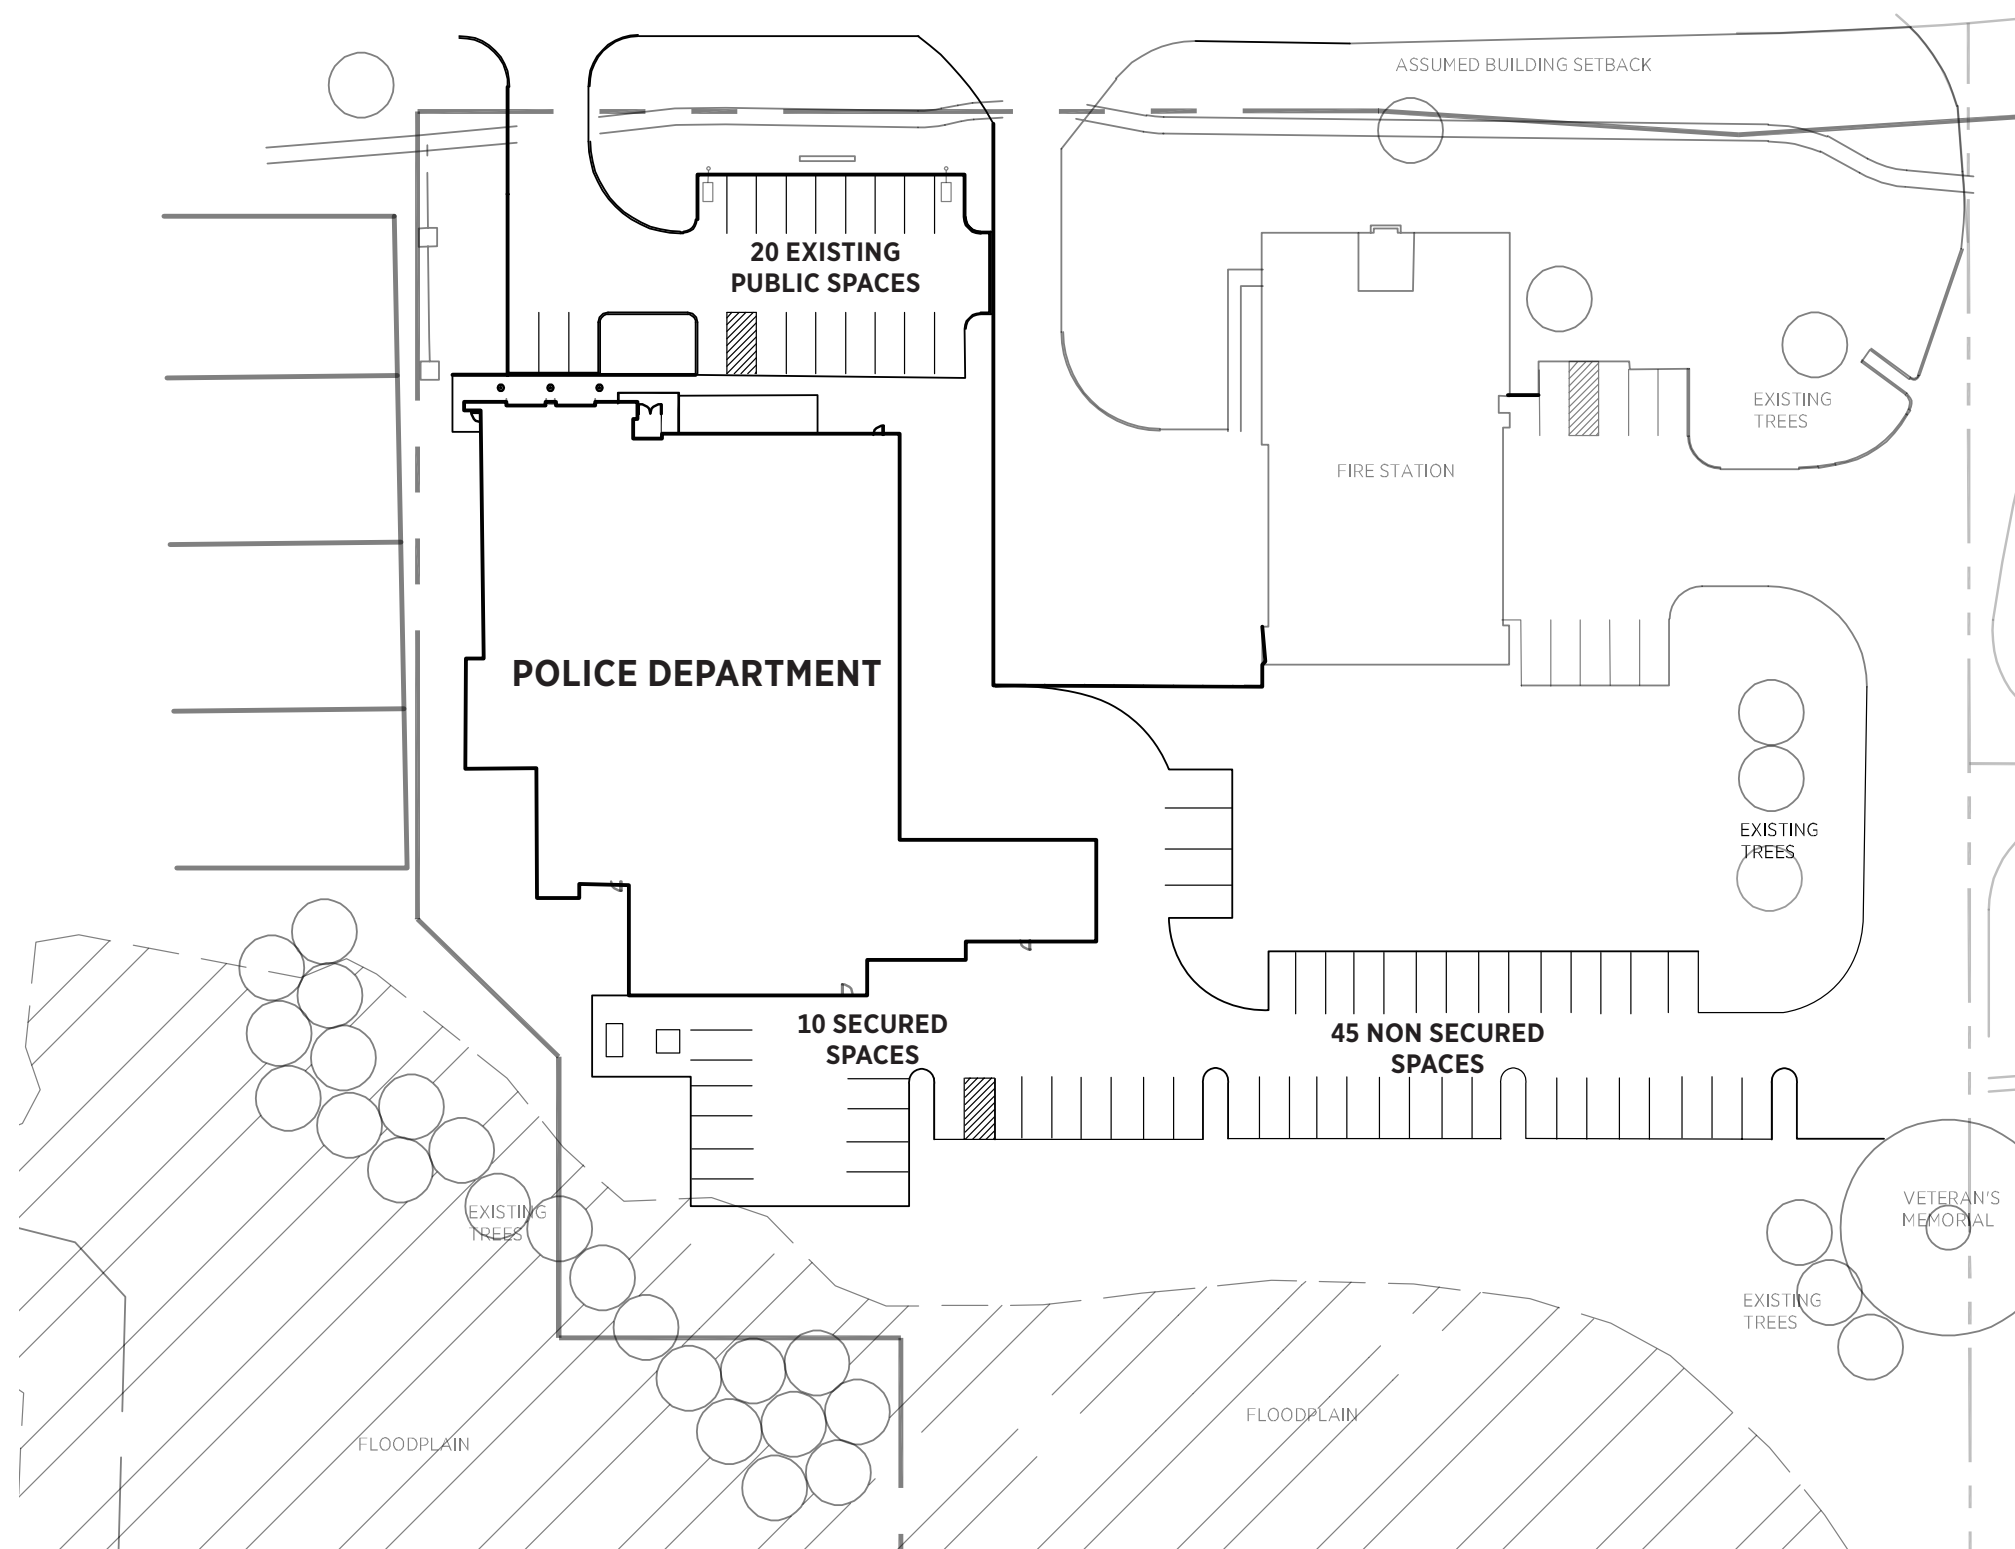 ASSUMED BUILDING SETBACK
20 EXISTING
PUBLIC SPACES
EXISTING
TREES
FIRE STATION
POLICE DEPARTMENT
EXISTING
TREES
10 SECURED
SPACES
45 NON SECURED
SPACES
EXISTING
TREES
VETERAN'S
MEMORIAL
EXISTING
TREES
FLOODPLAIN
FLOODPLAIN